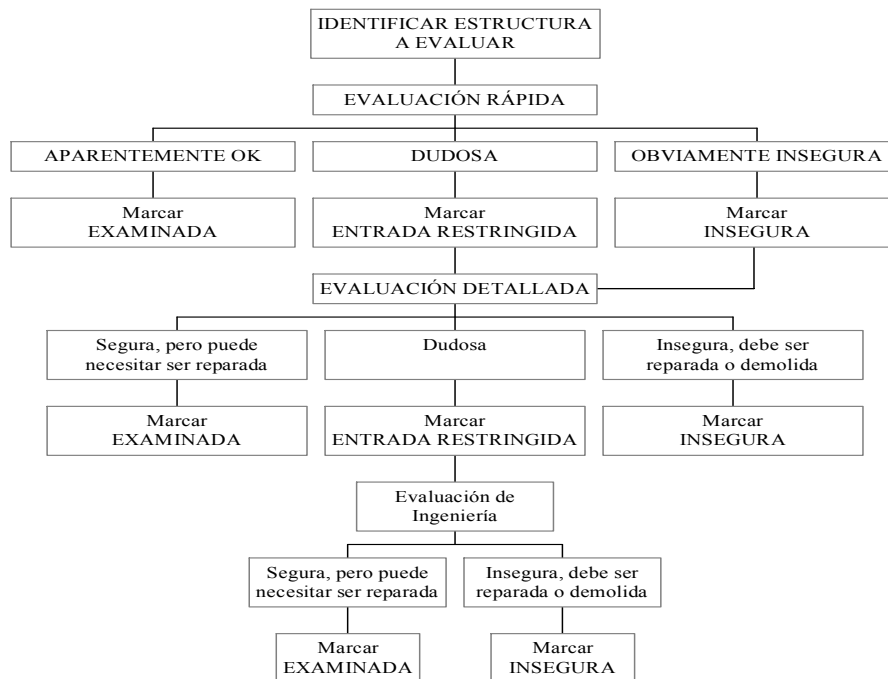 IDENTIFICAR ESTRUCTURA
A EVALUAR
EVALUACIÓN RÁPIDA
APARENTEMENTE OK
DUDOSA
OBVIAMENTE INSEGURA
Marcar
EXAMINADA
Marcar
ENTRADA RESTRINGIDA
Marcar
INSEGURA
EVALUACIÓN DETALLADA
Segura, pero puede
necesitar ser reparada
Dudosa
Insegura, debe ser
reparada o demolida
Marcar
EXAMINADA
Marcar
ENTRADA RESTRINGIDA
Marcar
INSEGURA
Evaluación de
Ingeniería
Segura, pero puede
necesitar ser reparada
Insegura, debe ser
reparada o demolida
Marcar
EXAMINADA
Marcar
INSEGURA